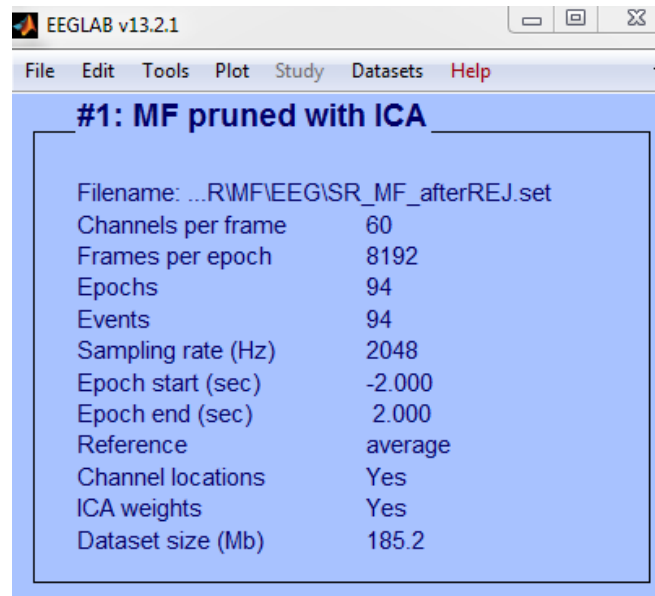 EEGLAB v13.2.1
File Edit Tools Plot Study Datasets Help
#1: MF pruned with ICA
Filename: ...R\MF\EEG\SR_MF_afterREJ.set
Channels per frame 60
Frames per epoch 8192
Epochs 94
Events 94
Sampling rate (Hz) 2048
Epoch start (sec) -2.000
Epoch end (sec) 2.000
Reference average
Channel locations Yes
ICA weights Yes
Dataset size (Mb) 185.2